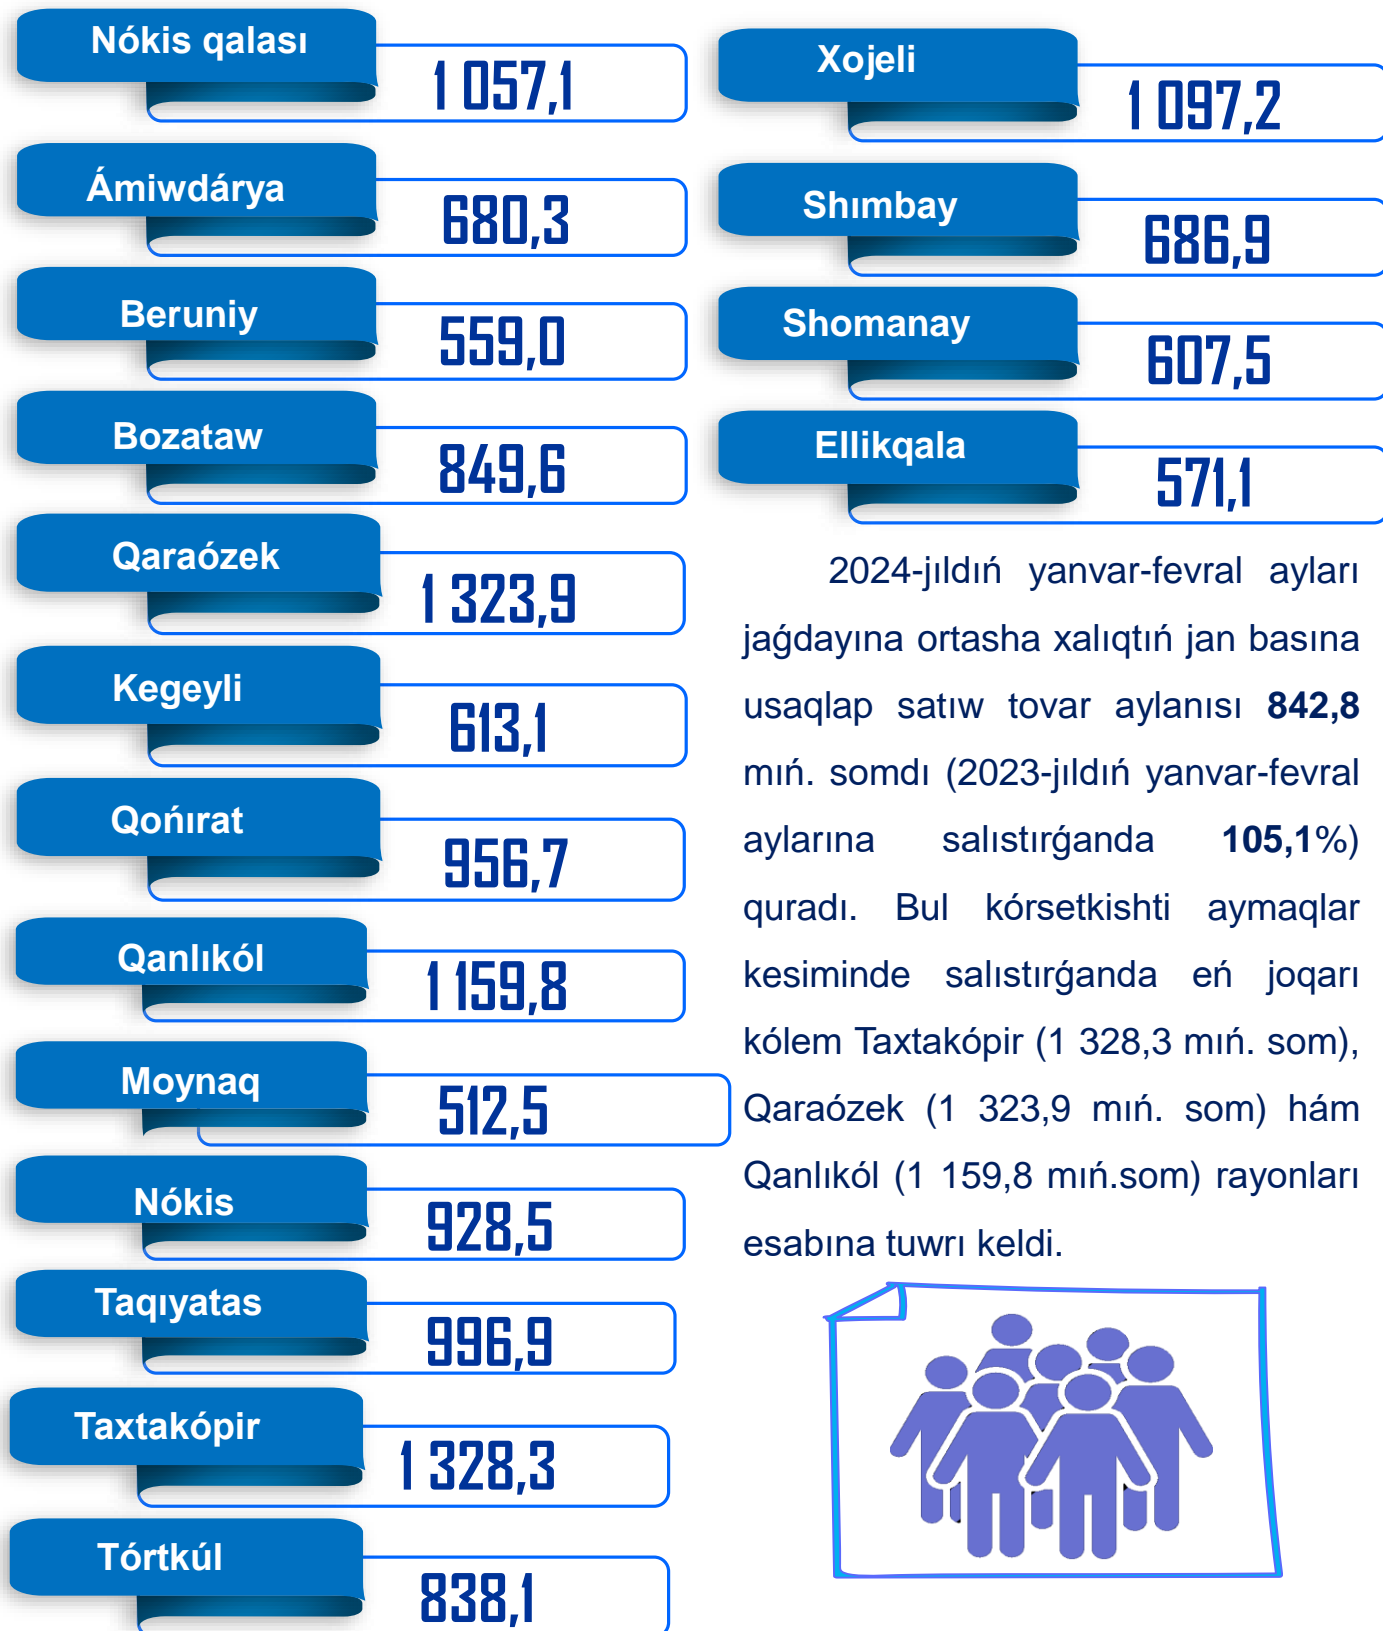 Nókis qalası
1 057,1
Ámiwdárya
680,3
Beruniy
559,0
Bozataw
849,6
Qaraózek
1 323,9
Kegeyli
613,1
Qońırat
956,7
Qanlıkól
1 159,8
Moynaq
512,5
Nókis
928,5
Taqıyatas
996,9
Taxtakópir
1 328,3
Tórtkúl
838,1
Xojeli
1 097,2
Shımbay
686,9
Shomanay
607,5
Ellikqala
571,1
2024-jıldıń yanvar-fevral ayları
jaǵdayına ortasha xalıqtıń jan basına
usaqlap satıw tovar aylanısı 842,8
mıń. somdı (2023-jıldıń yanvar-fevral
aylarına salıstırǵanda 105,1%)
quradı. Bul kórsetkishti aymaqlar
kesiminde salıstırǵanda eń joqarı
kólem Taxtakópir (1 328,3 mıń. som),
Qaraózek (1 323,9 mıń. som) hám
Qanlıkól (1 159,8 mıń.som) rayonları
esabına tuwrı keldi.